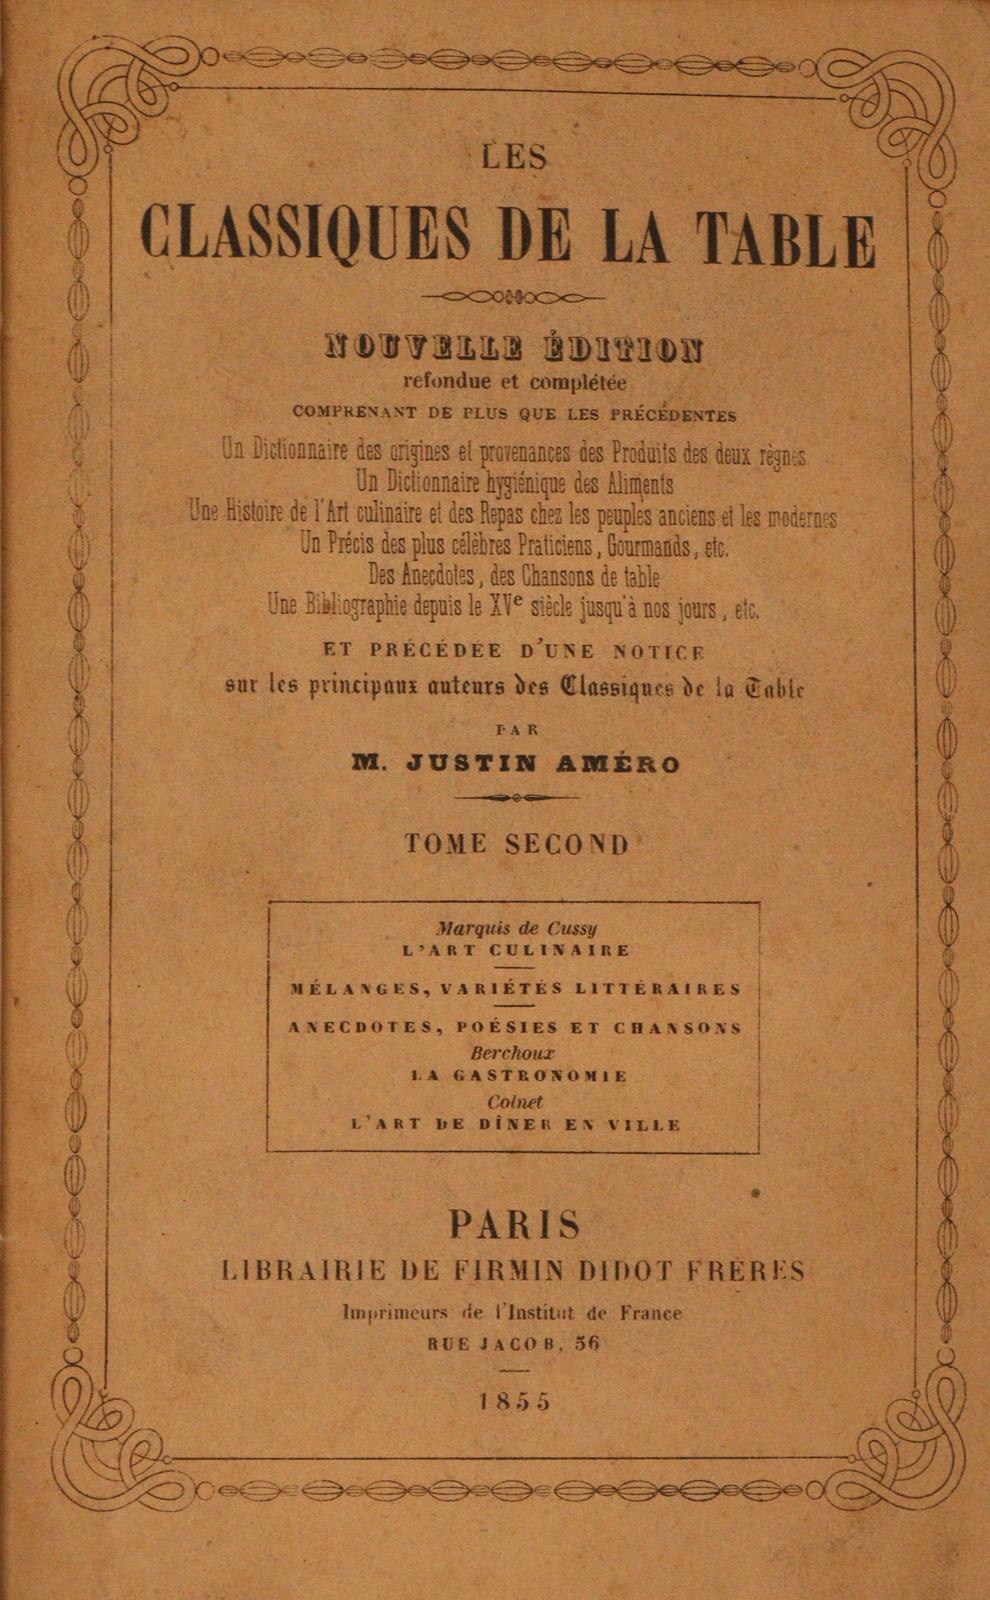 LES
CLASSIQUES DE LA TABLE
NOUVELLE ÉDITION
refondue et complétée
COMPRENANT DE PLUS QUE LES PRÉCÉDENTES
Un Dictionnaire des origines et provenances des Produits des deux règnes
Un Dictionnaire hygiénique des Aliments
Une Histoire de l'Art culinaire et des Repas chez les peuples anciens et les modernes
Un Précis des plus célèbres Praticiens, Gourmands, etc.
Des Anecdotes, des Chansons de table
Une Bibliographie depuis le XVe siècle jusqu'à nos jours, etc.
ET PRÉCÉDÉE D'UNE NOTICE
sur les principaux auteurs des Classiques de la Table
PAR
M. JUSTIN AMÉRO
TOME SECOND
Marquis de Cussy
L'ART CULINAIRE
MÉLANGES, VARIÉTÉS LITTÉRAIRES
ANECDOTES, POÉSIES ET CHANSONS
Berchoux
LA GASTRONOMIE
Colnet
L'ART DE DÎNER EN VILLE
PARIS
LIBRAIRIE DE FIRMIN DIDOT FRÈRES
Imprimeurs de l'Institut de France
RUE JACOB, 56
1855